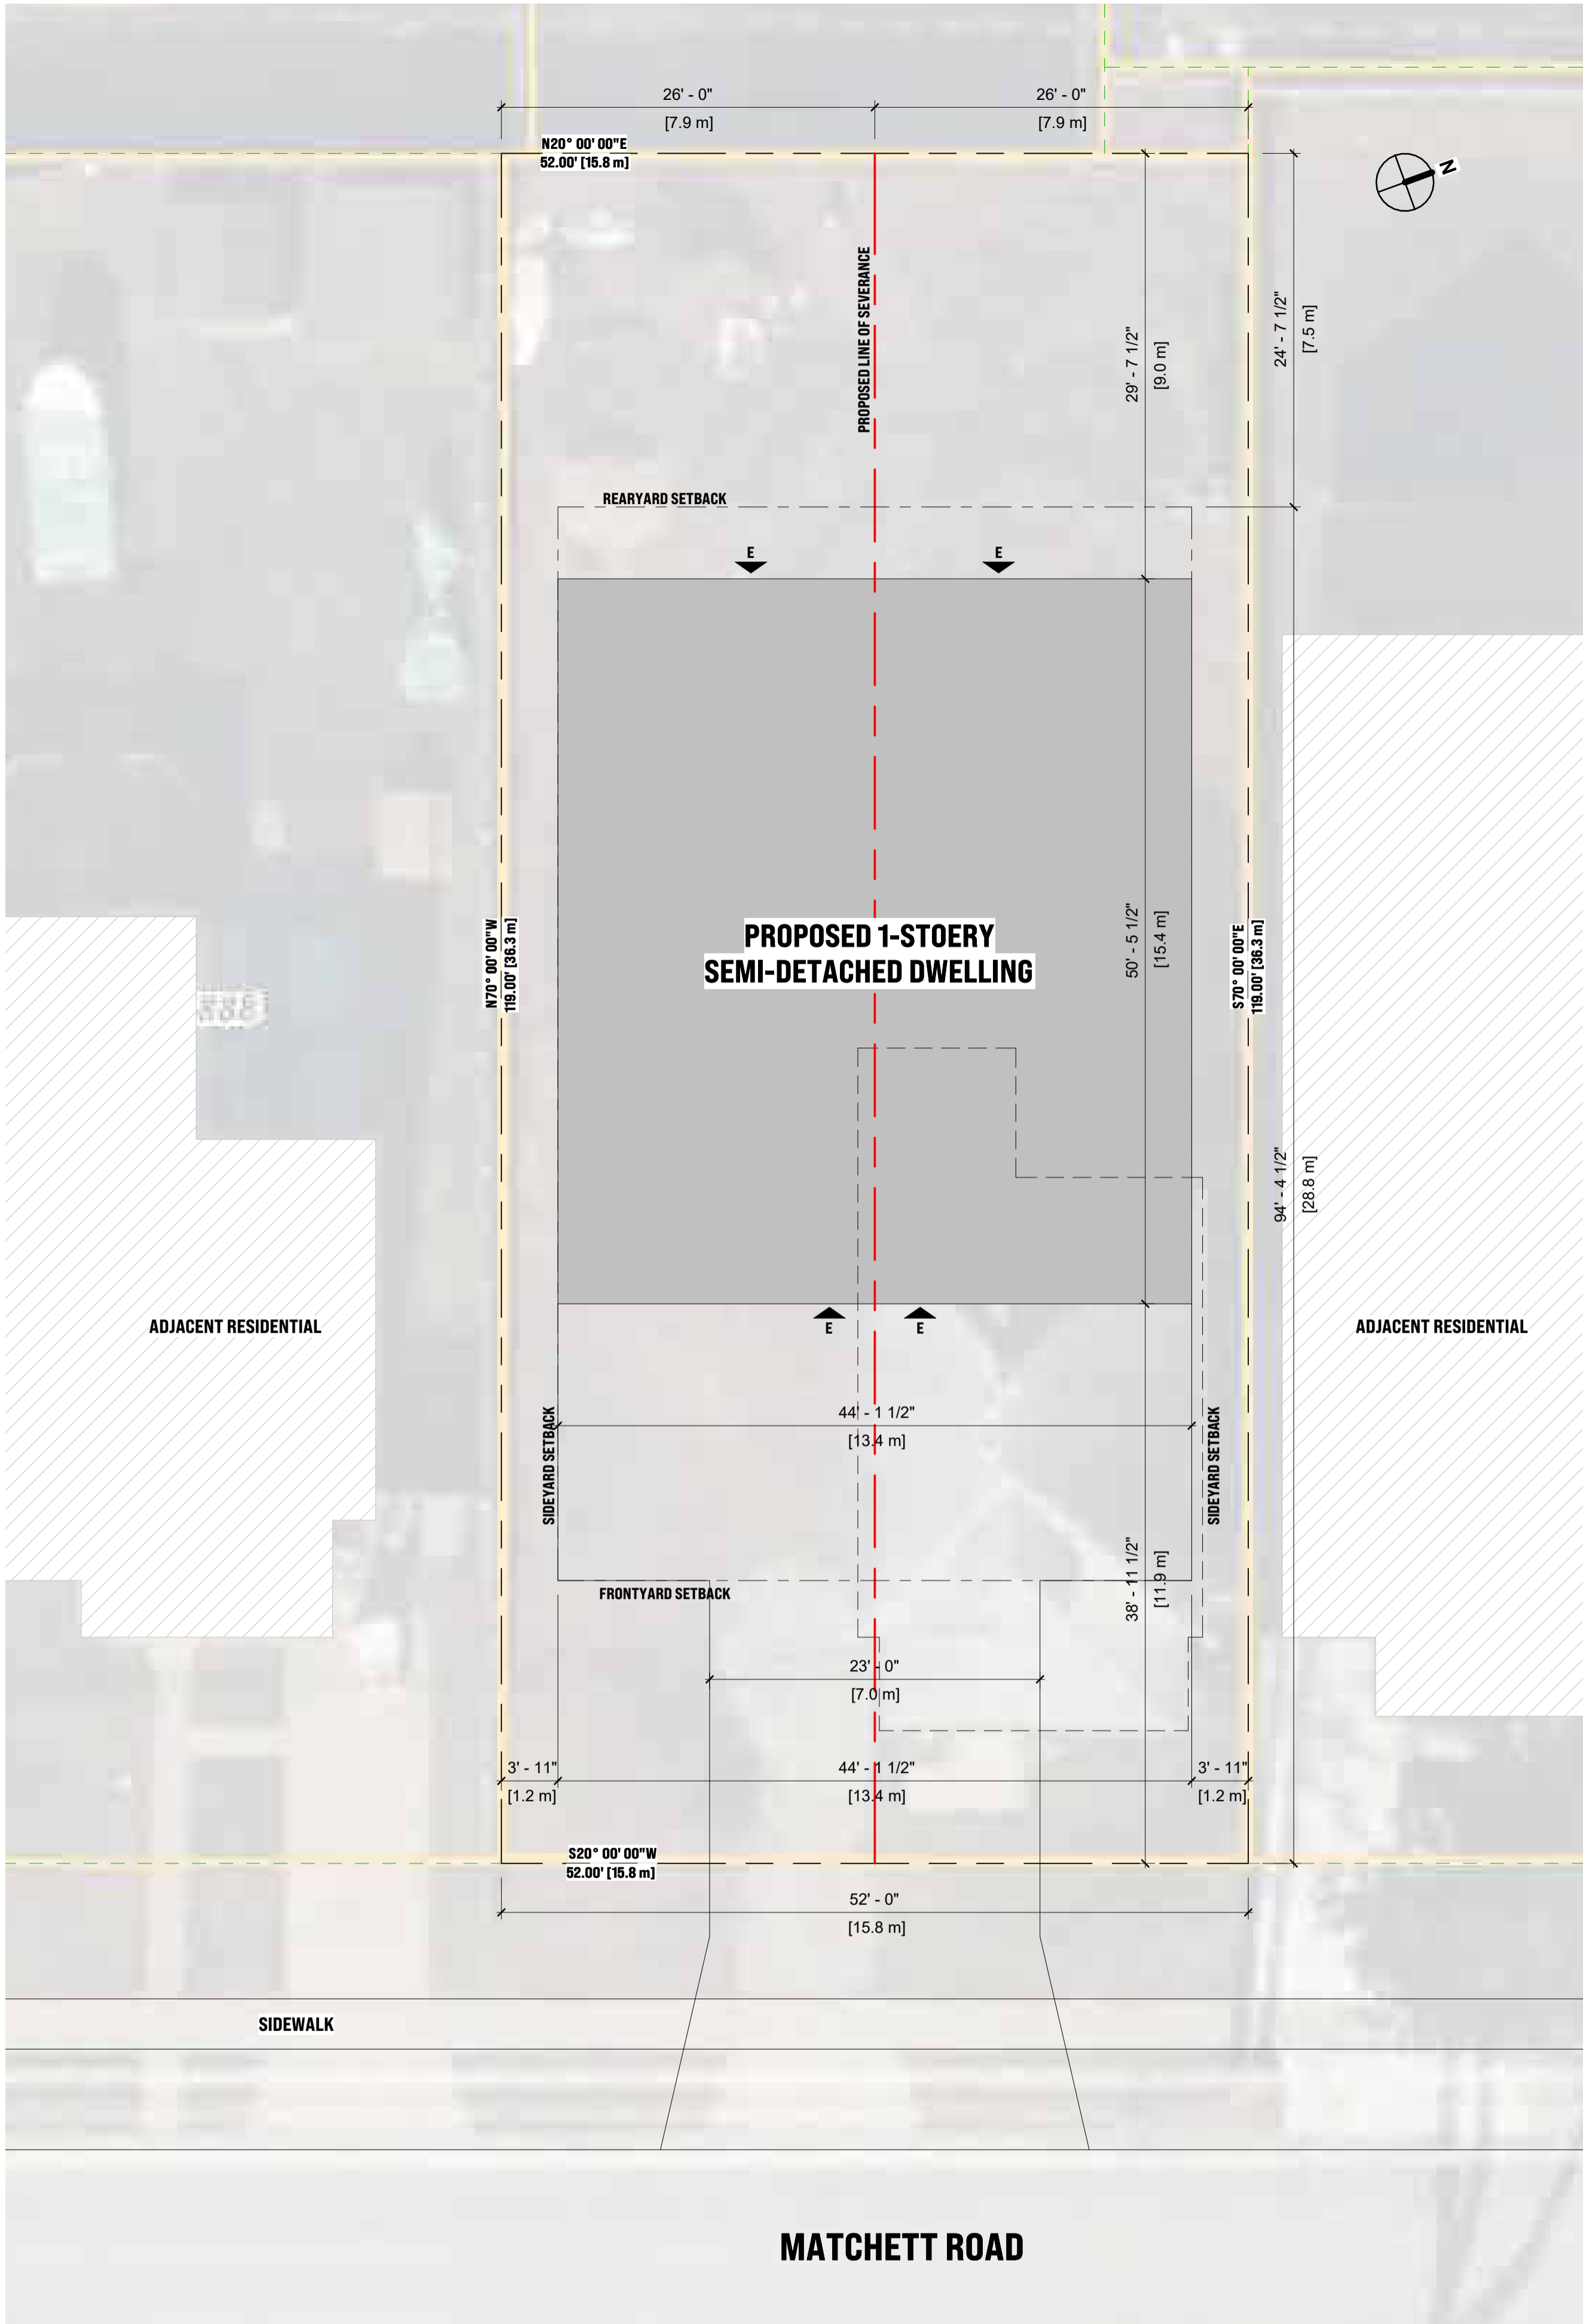 26' - 0"
[7.9 m]
26' - 0"
[7.9 m]
N20° 00' 00"E
52.00' [15.8 m]
N
PROPOSED LINE OF SEVERANCE
29' - 7 1/2"
[9.0 m]
24' - 7 1/2"
[7.5 m]
REARYARD SETBACK
E
E
PROPOSED 1-STOERY
SEMI-DETACHED DWELLING
N70° 00' 00"W
119.00' [36.3 m]
50' - 5 1/2"
[15.4 m]
S70° 00' 00"E
119.00' [36.3 m]
888
94' - 4 1/2"
[28.8 m]
ADJACENT RESIDENTIAL
E
E
ADJACENT RESIDENTIAL
44' - 1 1/2"
[13.4 m]
SIDEYARD SETBACK
SIDEYARD SETBACK
38' - 11 1/2"
[11.9 m]
FRONTYARD SETBACK
23' - 0"
[7.0 m]
3' - 11"
[1.2 m]
44' - 1 1/2"
[13.4 m]
3' - 11"
[1.2 m]
S20° 00' 00"W
52.00' [15.8 m]
52' - 0"
[15.8 m]
SIDEWALK
MATCHETT ROAD